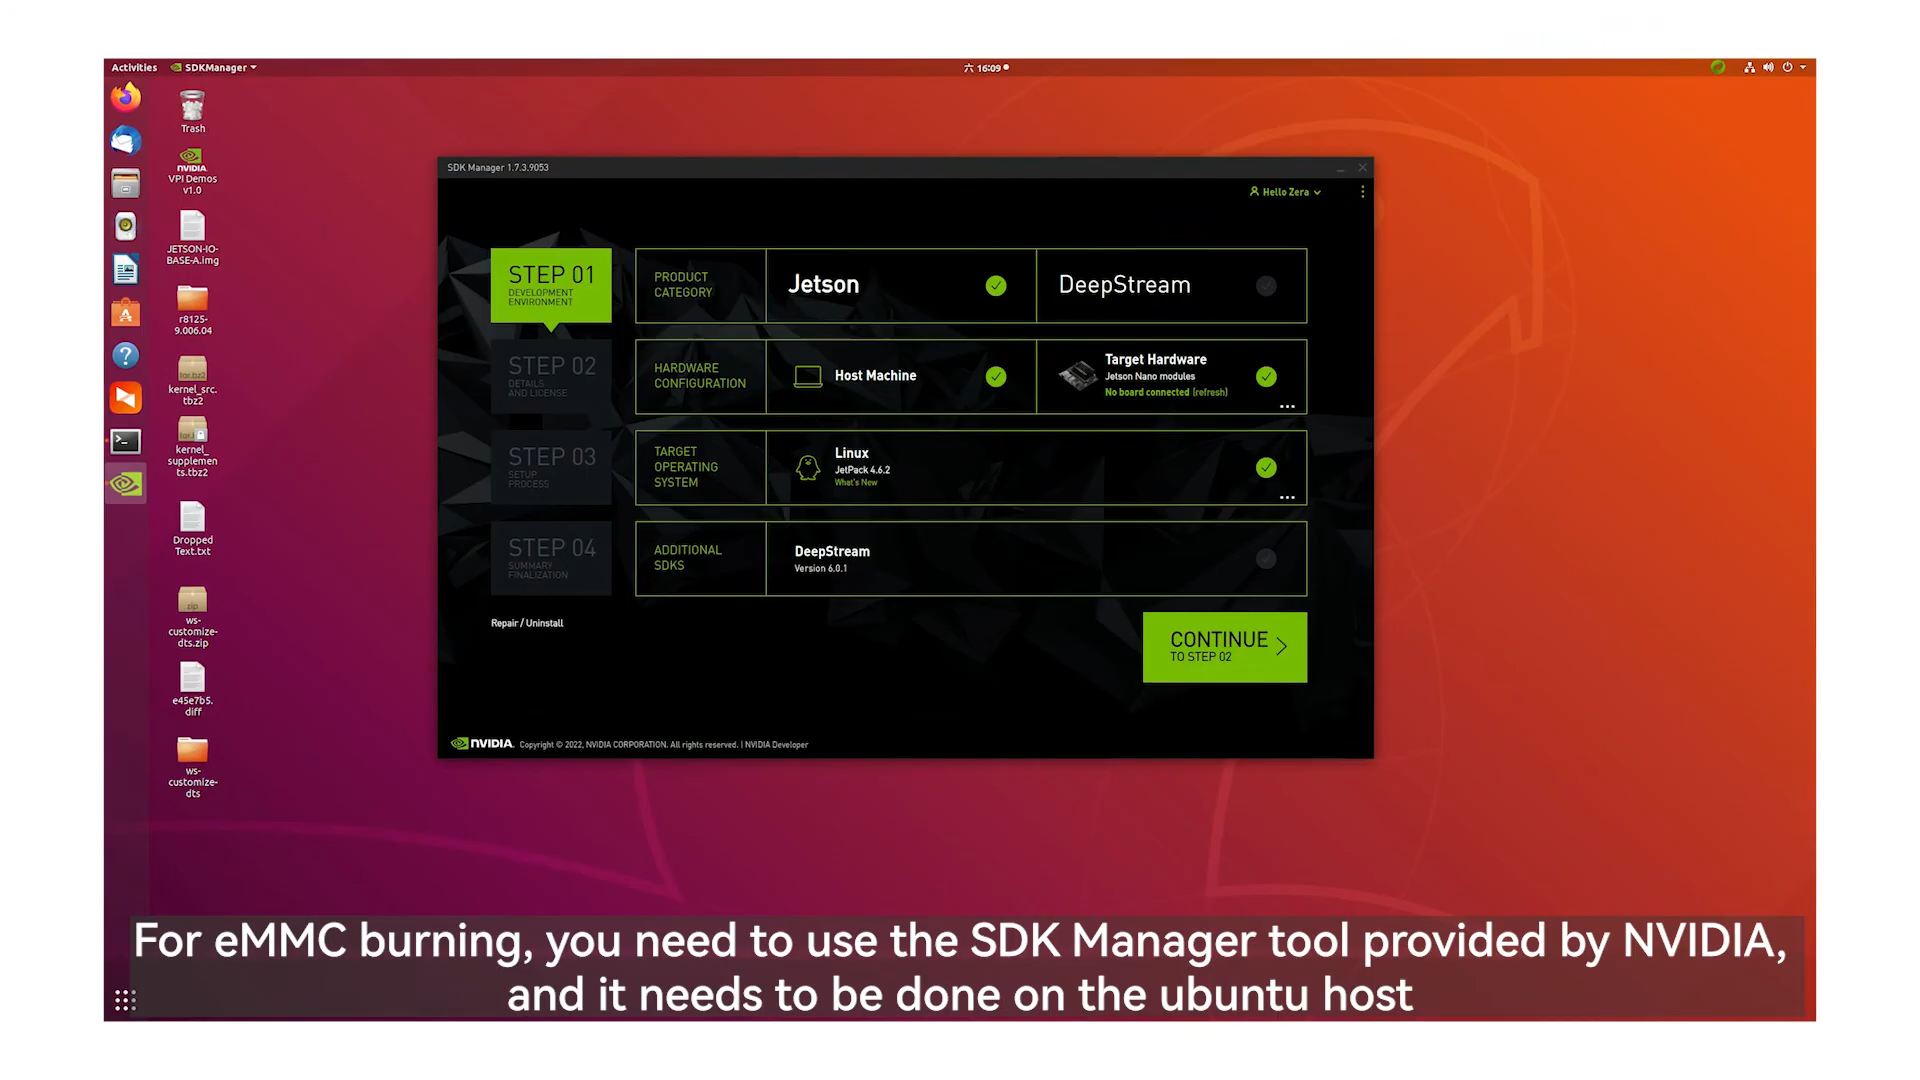 Activities
SDKManager
六 16:09
Trash
NVIDIA.
VPI Demos
v1.0
JETSON-IO-
BASE-A.img
r8125-
9.006.04
tar.bz2
kernel_src.
tbz2
kernel_
supplemen
ts.tbz2
Dropped
Text.txt
zip
ws-
customize-
dts.zip
e45e7b5.
diff
ws-
customize-
dts
SDK Manager 1.7.3.9053
Hello Zera
STEP 01
DEVELOPMENT
ENVIRONMENT
PRODUCT
CATEGORY
Jetson
DeepStream
STEP 02
DETAILS
AND LICENSE
HARDWARE
CONFIGURATION
Host Machine
Target Hardware
Jetson Nano modules
No board connected (refresh)
...
STEP 03
SETUP
PROCESS
TARGET
OPERATING
SYSTEM
Linux
JetPack 4.6.2
What's New
...
STEP 04
SUMMARY
FINALIZATION
ADDITIONAL
SDKS
DeepStream
Version 6.0.1
Repair / Uninstall
CONTINUE
TO STEP 02
NVIDIA. Copyright © 2022, NVIDIA CORPORATION. All rights reserved. | NVIDIA Developer
For eMMC burning, you need to use the SDK Manager tool provided by NVIDIA,
and it needs to be done on the ubuntu host